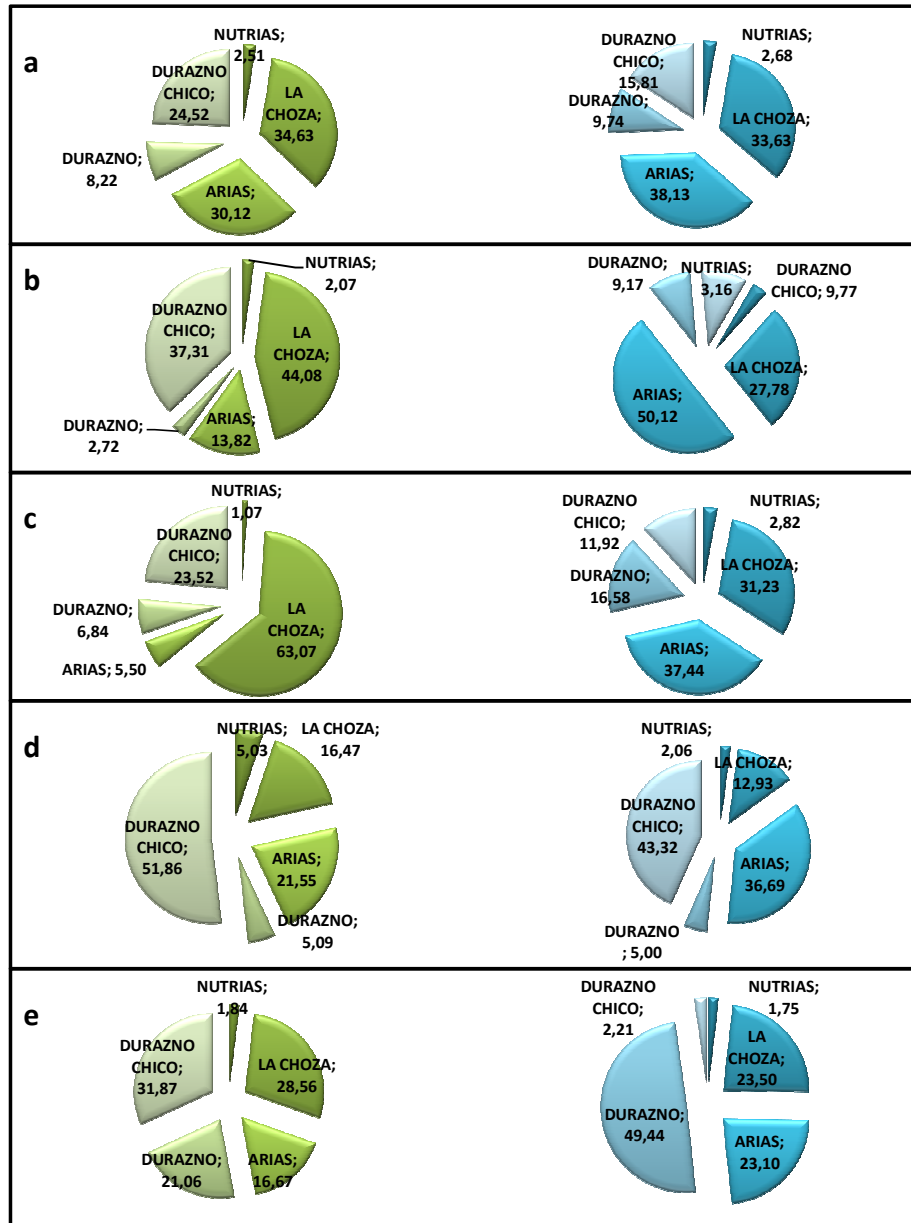 a
NUTRIAS;
2,51
LA
CHOZA;
34,63
ARIAS;
30,12
DURAZNO;
8,22
DURAZNO
CHICO;
24,52
NUTRIAS;
2,68
LA CHOZA;
33,63
ARIAS;
38,13
DURAZNO;
9,74
DURAZNO
CHICO;
15,81
b
NUTRIAS;
2,07
LA
CHOZA;
44,08
ARIAS;
13,82
DURAZNO;
2,72
DURAZNO
CHICO;
37,31
DURAZNO;
9,17
NUTRIAS;
3,16
DURAZNO
CHICO; 9,77
LA CHOZA;
27,78
ARIAS;
50,12
c
NUTRIAS;
1,07
LA
CHOZA;
63,07
ARIAS; 5,50
DURAZNO;
6,84
DURAZNO
CHICO;
23,52
NUTRIAS;
2,82
LA CHOZA;
31,23
ARIAS;
37,44
DURAZNO;
16,58
DURAZNO
CHICO;
11,92
d
NUTRIAS;
5,03
LA CHOZA;
16,47
ARIAS;
21,55
DURAZNO;
5,09
DURAZNO
CHICO;
51,86
NUTRIAS;
2,06
LA CHOZA;
12,93
ARIAS;
36,69
DURAZNO
; 5,00
DURAZNO
CHICO;
43,32
e
NUTRIAS;
1,84
LA CHOZA;
28,56
ARIAS;
16,67
DURAZNO;
21,06
DURAZNO
CHICO;
31,87
DURAZNO
CHICO;
2,21
NUTRIAS;
1,75
LA
CHOZA;
23,50
ARIAS;
23,10
DURAZNO;
49,44